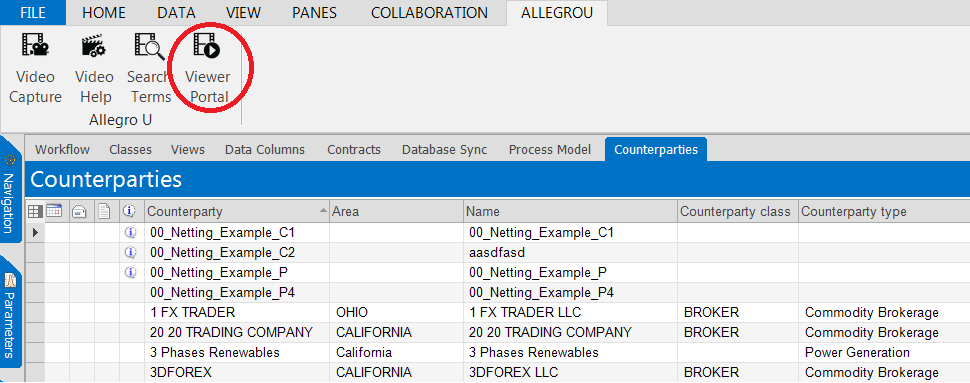 FILE HOME DATA VIEW PANES COLLABORATION ALLEGROU
Video Capture Video Help Search Terms Viewer Portal
Allegro U
Workflow Classes Views Data Columns Contracts Database Sync Process Model Counterparties
Navigation
Parameters
Counterparties
Counterparty Area Name Counterparty class Counterparty type
00_Netting_Example_C1 00_Netting_Example_C1
00_Netting_Example_C2 aasdfasd
00_Netting_Example_P 00_Netting_Example_P
00_Netting_Example_P4 00_Netting_Example_P4
1 FX TRADER OHIO 1 FX TRADER LLC BROKER Commodity Brokerage
20 20 TRADING COMPANY CALIFORNIA 20 20 TRADING COMPANY BROKER Commodity Brokerage
3 Phases Renewables California 3 Phases Renewables Power Generation
3DFOREX CALIFORNIA 3DFOREX LLC BROKER Commodity Brokerage